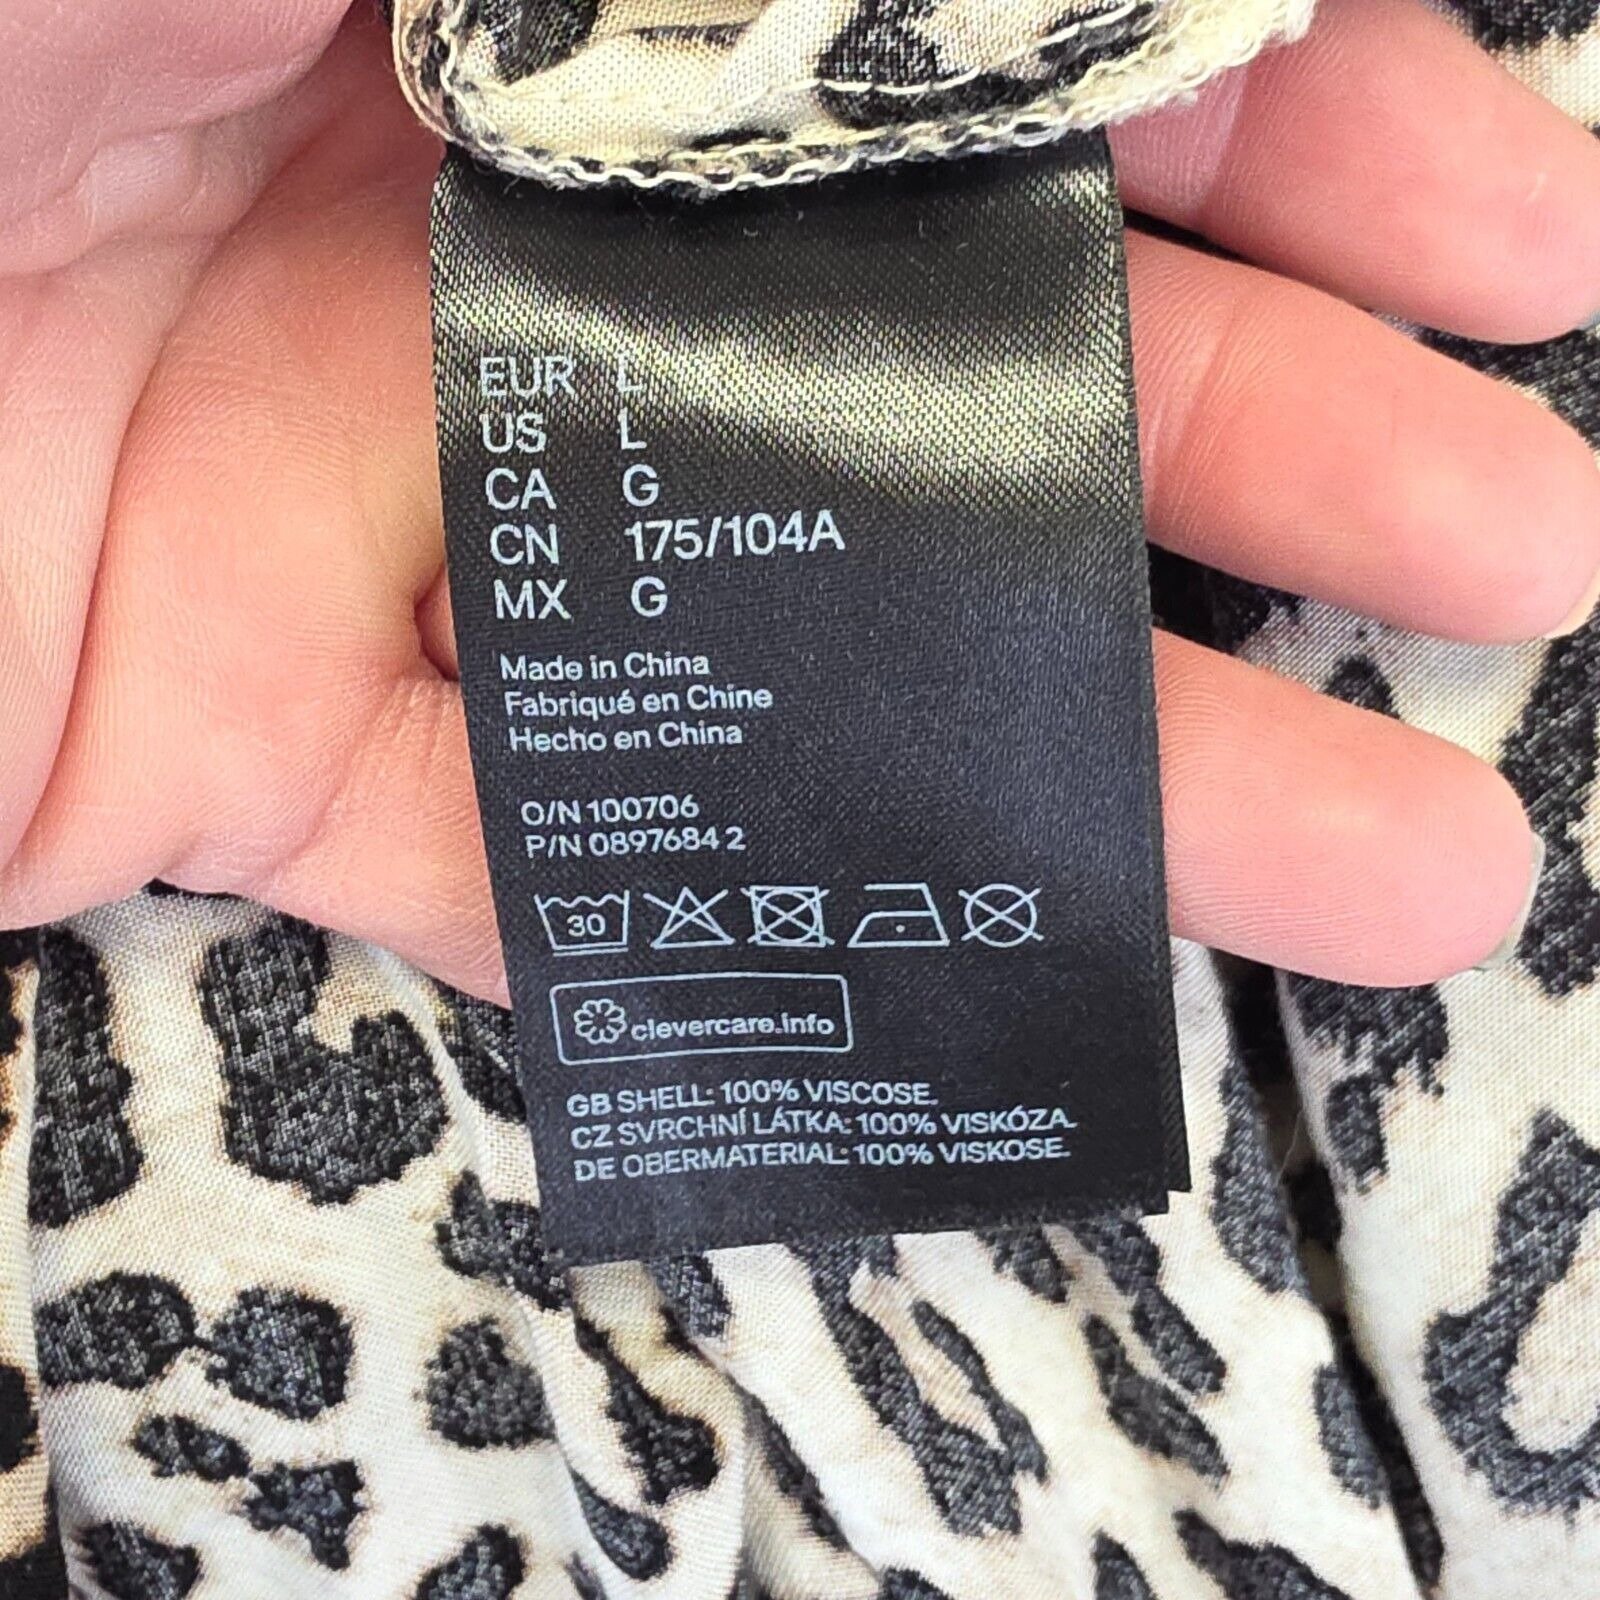 EUR L
US L
CA G
CN 175/104A
MX G
Made in China
Fabriqué en Chine
Hecho en China
O/N 100706
P/N 0897684 2
30
clevercare.info
GB SHELL: 100% VISCOSE.
CZ SVRCHNÍ LÁTKA: 100% VISKÓZA.
DE OBERMATERIAL: 100% VISKOSE.